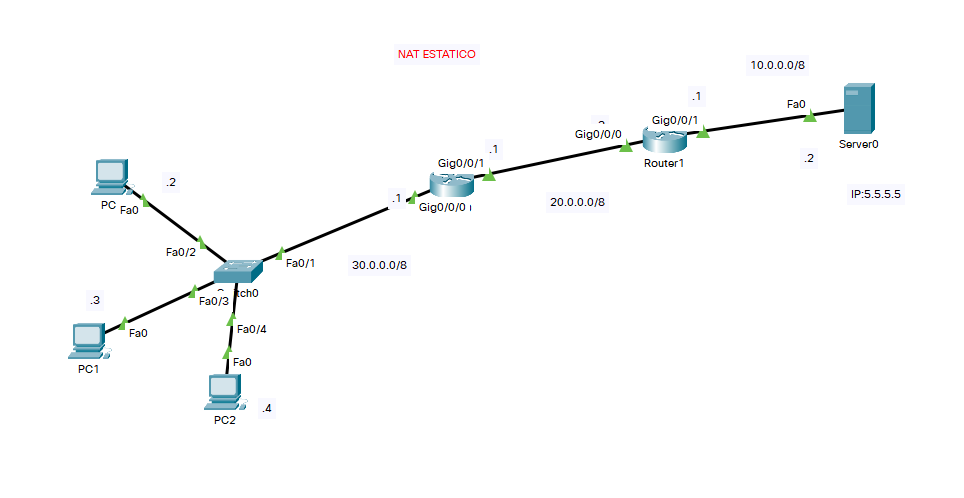 NAT ESTATICO
10.0.0.0/8
.1
Fa0
Gig0/0/1
Gig0/0/0
Router1
Server0
.2
IP:5.5.5.5
.1
Gig0/0/1
20.0.0.0/8
.1
Gig0/0/0
.2
PC
Fa0
Fa0/2
Fa0/1
30.0.0.0/8
Fa0/3
.3
Fa0
PC1
Fa0/4
Fa0
PC2
.4